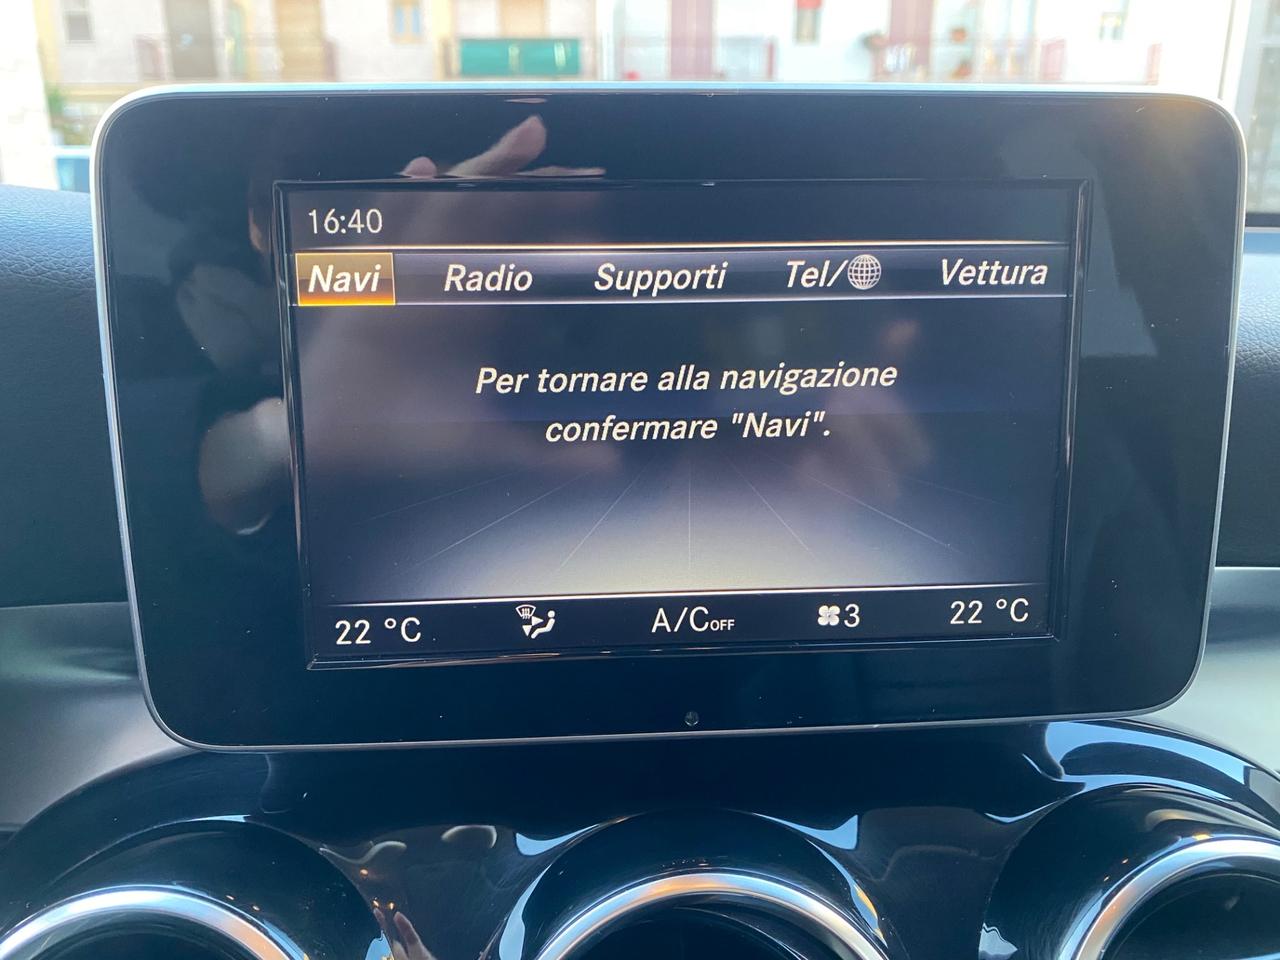 16:40
Navi Radio Supporti Tel/ Vettura
Per tornare alla navigazione
confermare "Navi".
22 °C A/COFF 3 22 °C